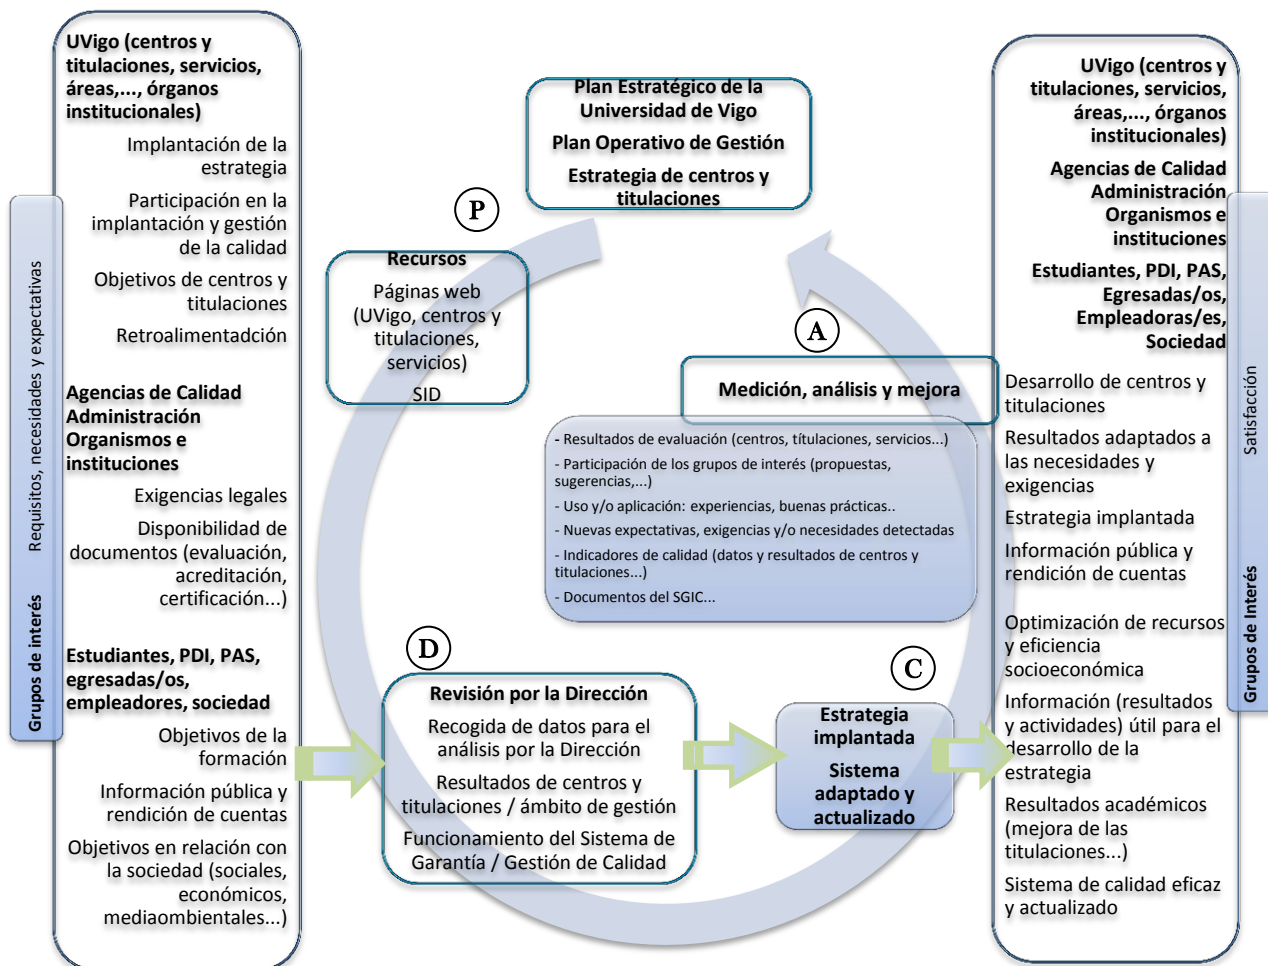 UVigo (centros y
titulaciones, servicios,
áreas,..., órganos
institucionales)
Implantación de la
estrategia
Participación en la
implantación y gestión
de la calidad
Objetivos de centros y
titulaciones
Retroalimentadción
Agencias de Calidad
Administración
Organismos e
instituciones
Exigencias legales
Disponibilidad de
documentos (evaluación,
acreditación,
certificación...)
Estudiantes, PDI, PAS,
egresadas/os,
empleadores, sociedad
Objetivos de la
formación
Información pública y
rendición de cuentas
Objetivos en relación con
la sociedad (sociales,
económicos,
mediaombientales...)
Grupos de interés
Requisitos, necesidades y expectativas
Plan Estratégico de la
Universidad de Vigo
Plan Operativo de Gestión
Estrategia de centros y
titulaciones
P
Recursos
Páginas web
(UVigo, centros y
titulaciones,
servicios)
SID
A
Medición, análisis y mejora
- Resultados de evaluación (centros, títulaciones, servicios...)
- Participación de los grupos de interés (propuestas,
sugerencias,...)
- Uso y/o aplicación: experiencias, buenas prácticas..
- Nuevas expectativas, exigencias y/o necesidades detectadas
- Indicadores de calidad (datos y resultados de centros y
titulaciones...)
- Documentos del SGIC...
D
Revisión por la Dirección
Recogida de datos para el
análisis por la Dirección
Resultados de centros y
titulaciones / ámbito de gestión
Funcionamiento del Sistema de
Garantía / Gestión de Calidad
C
Estrategia
implantada
Sistema
adaptado y
actualizado
UVigo (centros y
titulaciones, servicios,
áreas,..., órganos
institucionales)
Agencias de Calidad
Administración
Organismos e
instituciones
Estudiantes, PDI, PAS,
Egresadas/os,
Empleadoras/es,
Sociedad
Desarrollo de centros y
titulaciones
Resultados adaptados a
las necesidades y
exigencias
Estrategia implantada
Información pública y
rendición de cuentas
Optimización de recursos
y eficiencia
socioeconómica
Información (resultados
y actividades) útil para el
desarrollo de la
estrategia
Resultados académicos
(mejora de las
titulaciones...)
Sistema de calidad eficaz
y actualizado
Grupos de Interés
Satisfacción